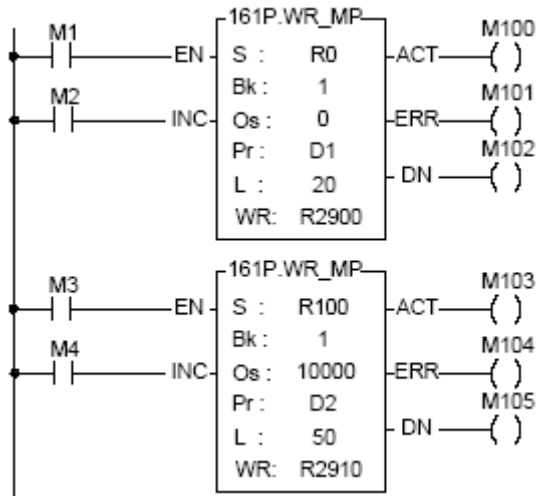 161P.WR_MP
M1
EN
S : R0
ACT
M100
Bk : 1
M2
INC
Os : 0
ERR
M101
Pr : D1
DN
M102
L : 20
WR: R2900
161P.WR_MP
M3
EN
S : R100
ACT
M103
Bk : 1
M4
INC
Os : 10000
ERR
M104
Pr : D2
DN
M105
L : 50
WR: R2910